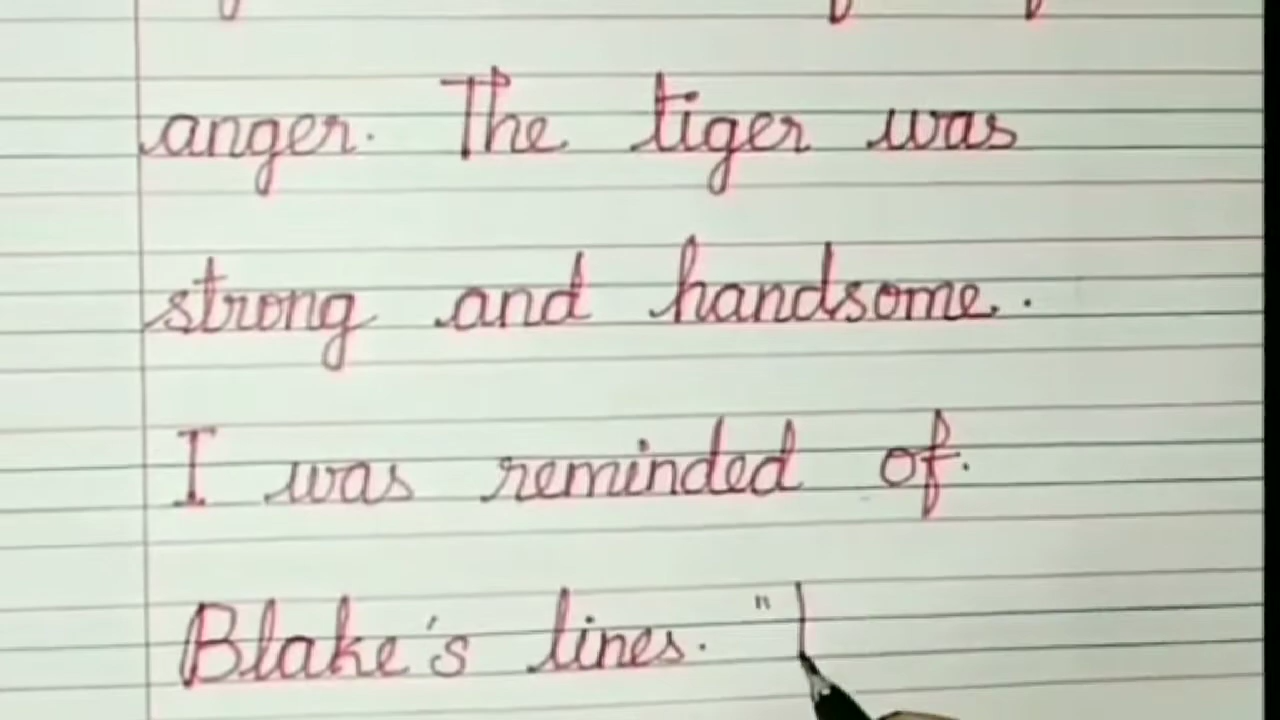 anger. The tiger was
strong and handsome.
I was reminded of.
Blake's lines. "